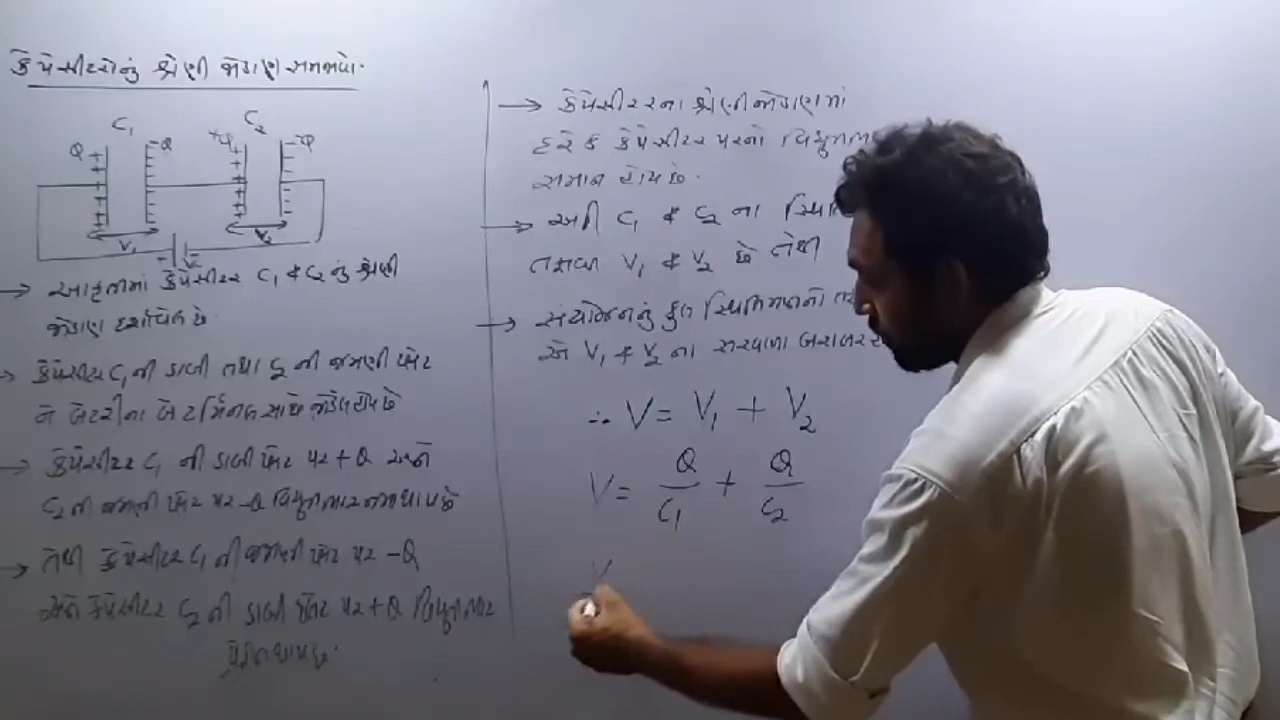 કેપેસીટરોનું શ્રેણી જોડાણ સમજાવો.
C₁ C₂
Q -Q +Q -Q
V₁ V₂
V
→ આકૃતિમાં કેપેસીટર C₁ & C₂ નું શ્રેણી
જોડાણ દર્શાવેલ છે.
→ કેપેસીટર C₁ ની ડાબી તથા C₂ ની જમણી પ્લેટ
ને બેટરીના બે ટર્મિનલ સાથે જોડેલ હોય છે
→ કેપેસીટર C₁ ની ડાબી પ્લેટ પર +Q અને
C₂ ની જમણી પ્લેટ પર -Q વિદ્યુતભાર જમા થાય છે
→ તેથી કેપેસીટર C₁ ની જમણી પ્લેટ પર -Q
અને કેપેસીટર C₂ ની ડાબી પ્લેટ પર +Q વિદ્યુતભાર
પ્રેરિત થાય છે.
→ કેપેસીટરના શ્રેણી જોડાણમાં
દરેક કેપેસીટર પરનો
સમાન હોય છે.
→ અહીં C₁ & C₂ ના
તફાવત V₁ & V₂ છે તેથી
→ સંયોજનનું કુલ સ્થિતિમાનનો
એ V₁ & V₂ ના સરવાળા બરાબર
∴ V = V₁ + V₂
V = Q/C₁ + Q/C₂
V